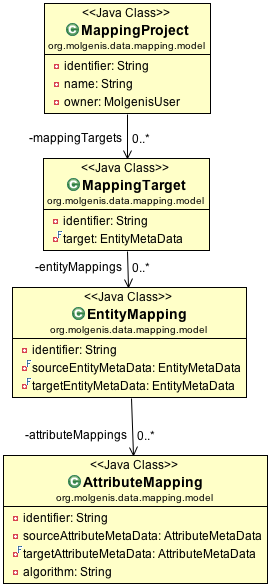 <<Java Class>>
MappingProject
org.molgenis.data.mapping.model
identifier: String
name: String
owner: MolgenisUser
-mappingTargets 0..*
<<Java Class>>
MappingTarget
org.molgenis.data.mapping.model
identifier: String
F target: EntityMetaData
-entityMappings 0..*
<<Java Class>>
EntityMapping
org.molgenis.data.mapping.model
identifier: String
F sourceEntityMetaData: EntityMetaData
F targetEntityMetaData: EntityMetaData
-attributeMappings 0..*
<<Java Class>>
AttributeMapping
org.molgenis.data.mapping.model
identifier: String
sourceAttributeMetaData: AttributeMetaData
F targetAttributeMetaData: AttributeMetaData
algorithm: String